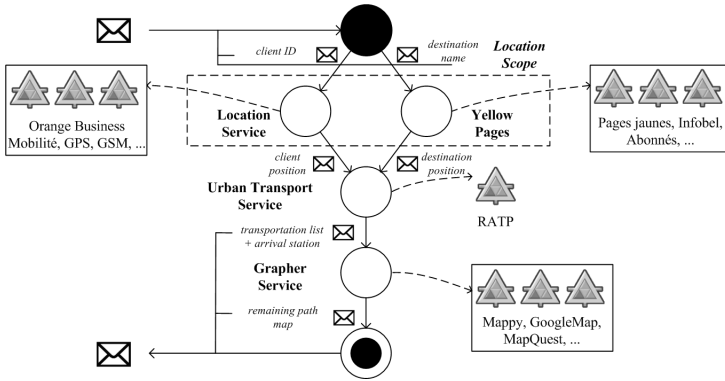 client ID
destination
name
Location
Scope
Orange Business
Mobilité, GPS, GSM, ...
Location
Service
Yellow
Pages
Pages jaunes, Infobel,
Abonnés, ...
client
position
destination
position
Urban Transport
Service
RATP
transportation list
+ arrival station
Grapher
Service
remaining path
map
Mappy, GoogleMap,
MapQuest, ...